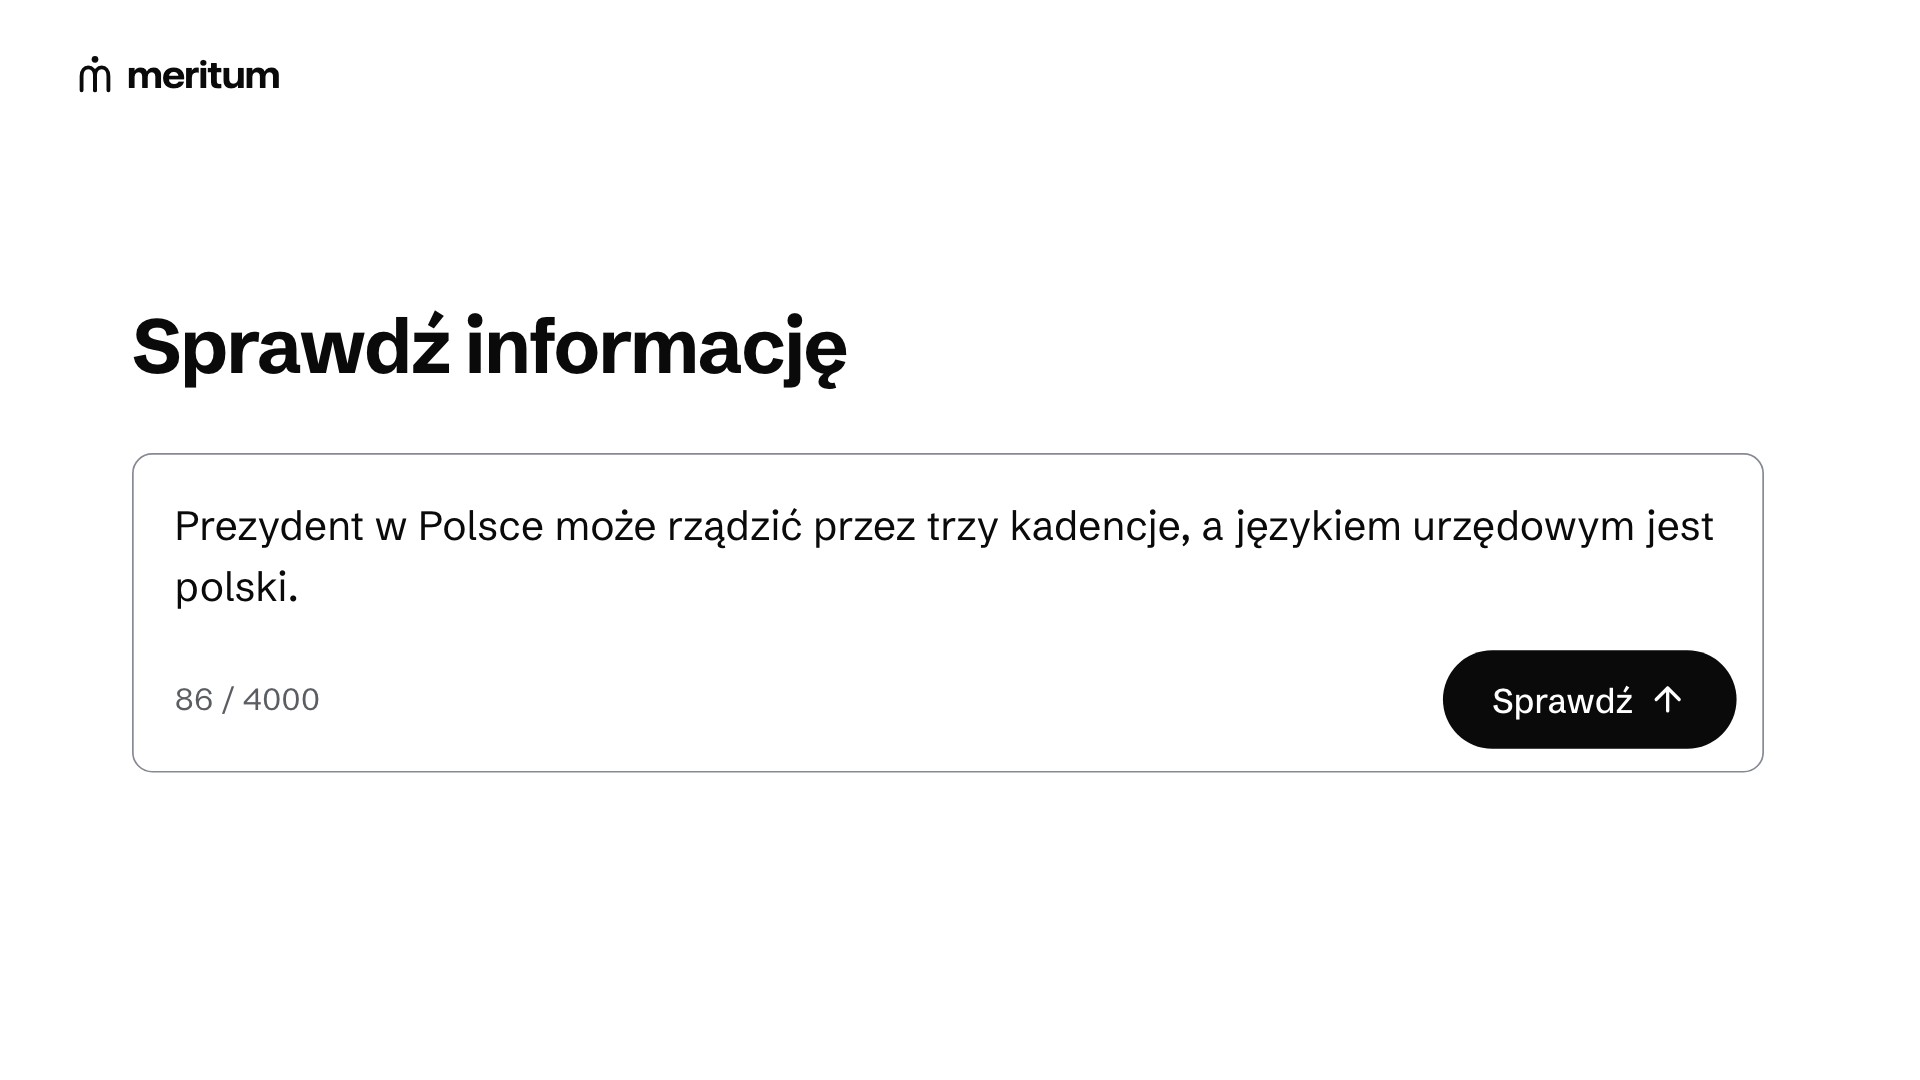 meritum
Sprawdź informację
Prezydent w Polsce może rządzić przez trzy kadencje, a językiem urzędowym jest
polski.
86 / 4000
Sprawdź